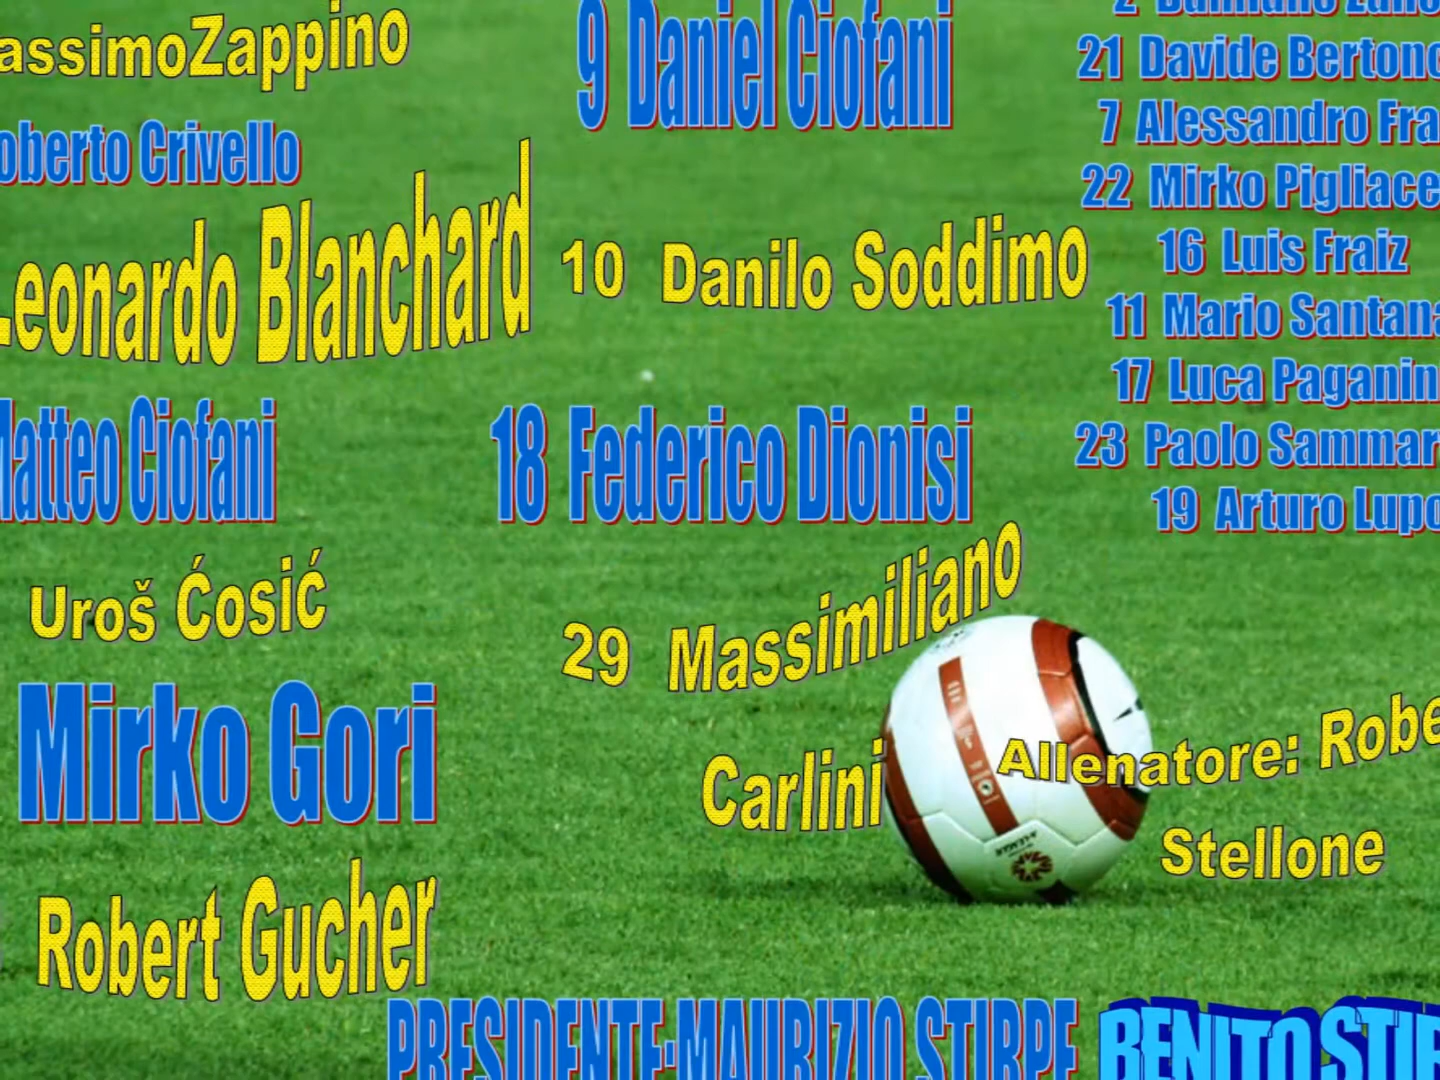 assimoZappino
oberto Crivello
Leonardo Blanchard
Matteo Ciofani
Uroš Ćosić
Mirko Gori
Robert Gucher
9 Daniel Ciofani
10 Danilo Soddimo
18 Federico Dionisi
29 Massimiliano
Carlini
21 Davide Berton
7 Alessandro Fra
22 Mirko Pigliace
16 Luis Fraiz
11 Mario Santana
17 Luca Paganin
23 Paolo Sammar
19 Arturo Lupo
Allenatore: Robe
Stellone
PRESIDENTE:MAURIZIO STIRPE
BENITO STIR